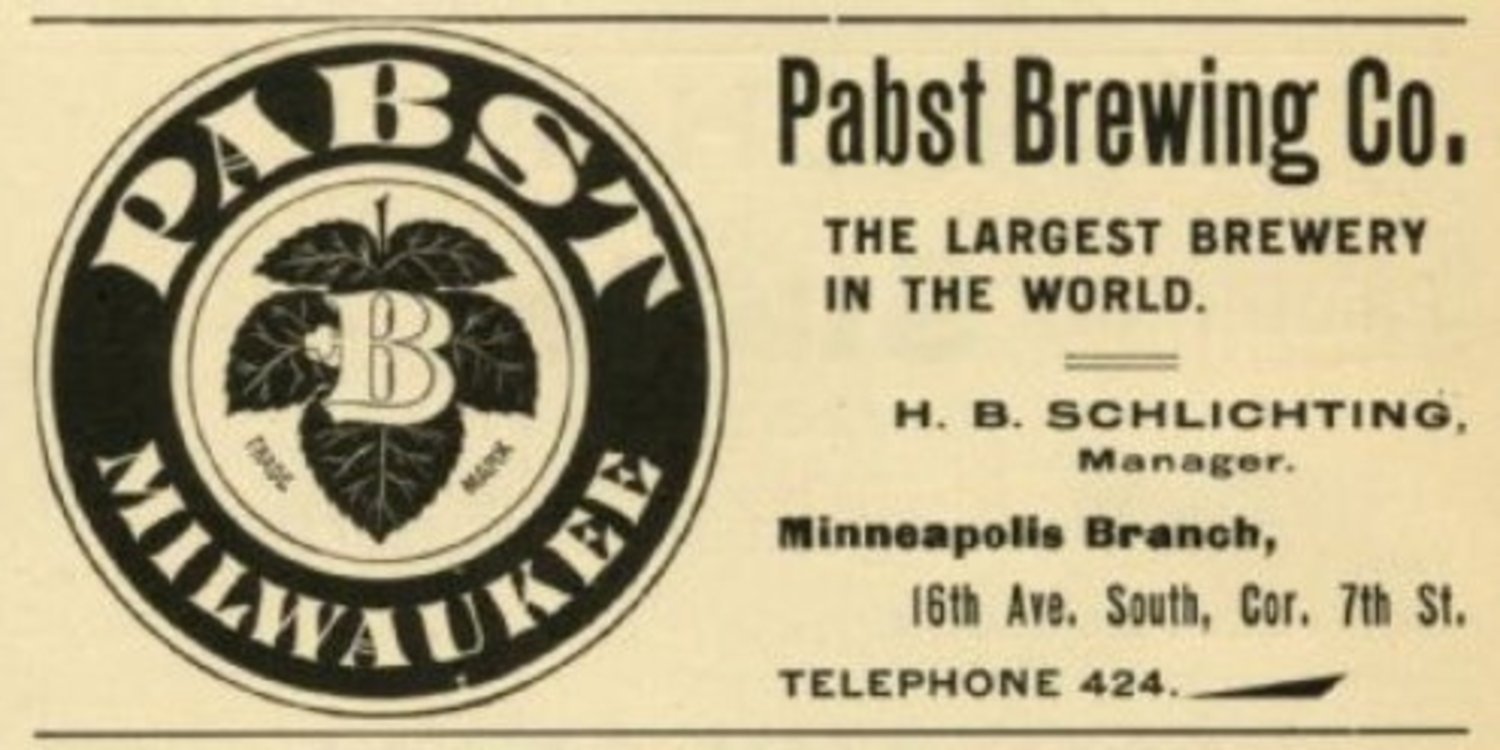 PABST
B
TRADE MARK
MILWAUKEE
Pabst Brewing Co.
THE LARGEST BREWERY
IN THE WORLD.
H. B. SCHLICHTING,
Manager.
Minneapolis Branch,
16th Ave. South, Cor. 7th St.
TELEPHONE 424.